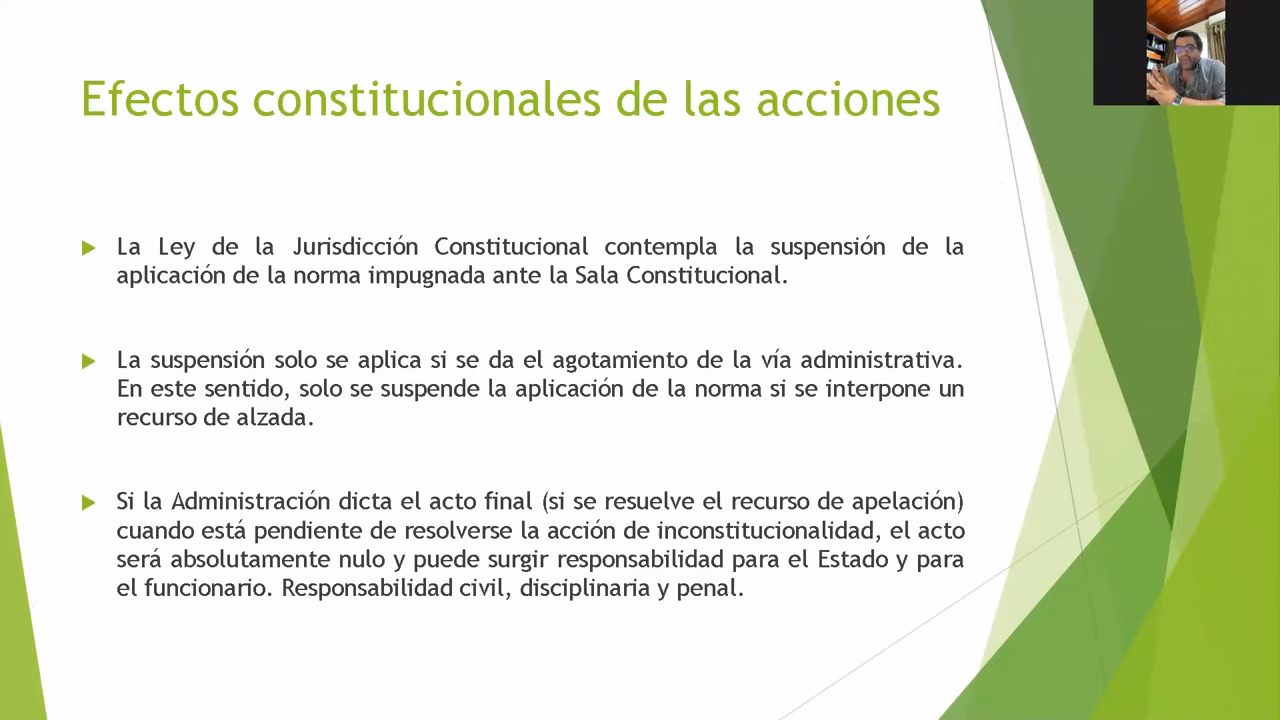 Efectos constitucionales de las acciones
La Ley de la Jurisdicción Constitucional contempla la suspensión de la
aplicación de la norma impugnada ante la Sala Constitucional.
La suspensión solo se aplica si se da el agotamiento de la vía administrativa.
En este sentido, solo se suspende la aplicación de la norma si se interpone un
recurso de alzada.
Si la Administración dicta el acto final (si se resuelve el recurso de apelación)
cuando está pendiente de resolverse la acción de inconstitucionalidad, el acto
será absolutamente nulo y puede surgir responsabilidad para el Estado y para
el funcionario. Responsabilidad civil, disciplinaria y penal.